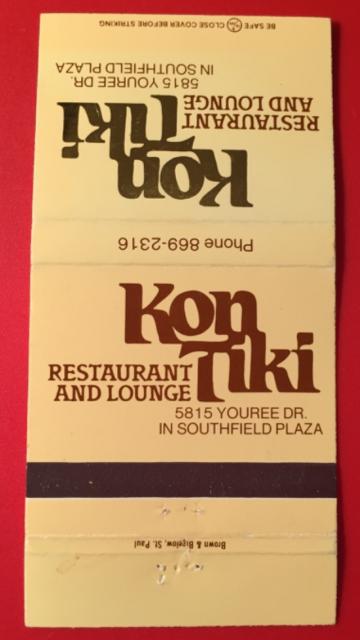 BE SAFE CLOSE COVER BEFORE STRIKING
Kon
Tiki
RESTAURANT
AND LOUNGE
5815 YOUREE DR.
IN SOUTHFIELD PLAZA
Phone 869-2316
Kon
Tiki
RESTAURANT
AND LOUNGE
5815 YOUREE DR.
IN SOUTHFIELD PLAZA
Brown & Bigelow, St. Paul